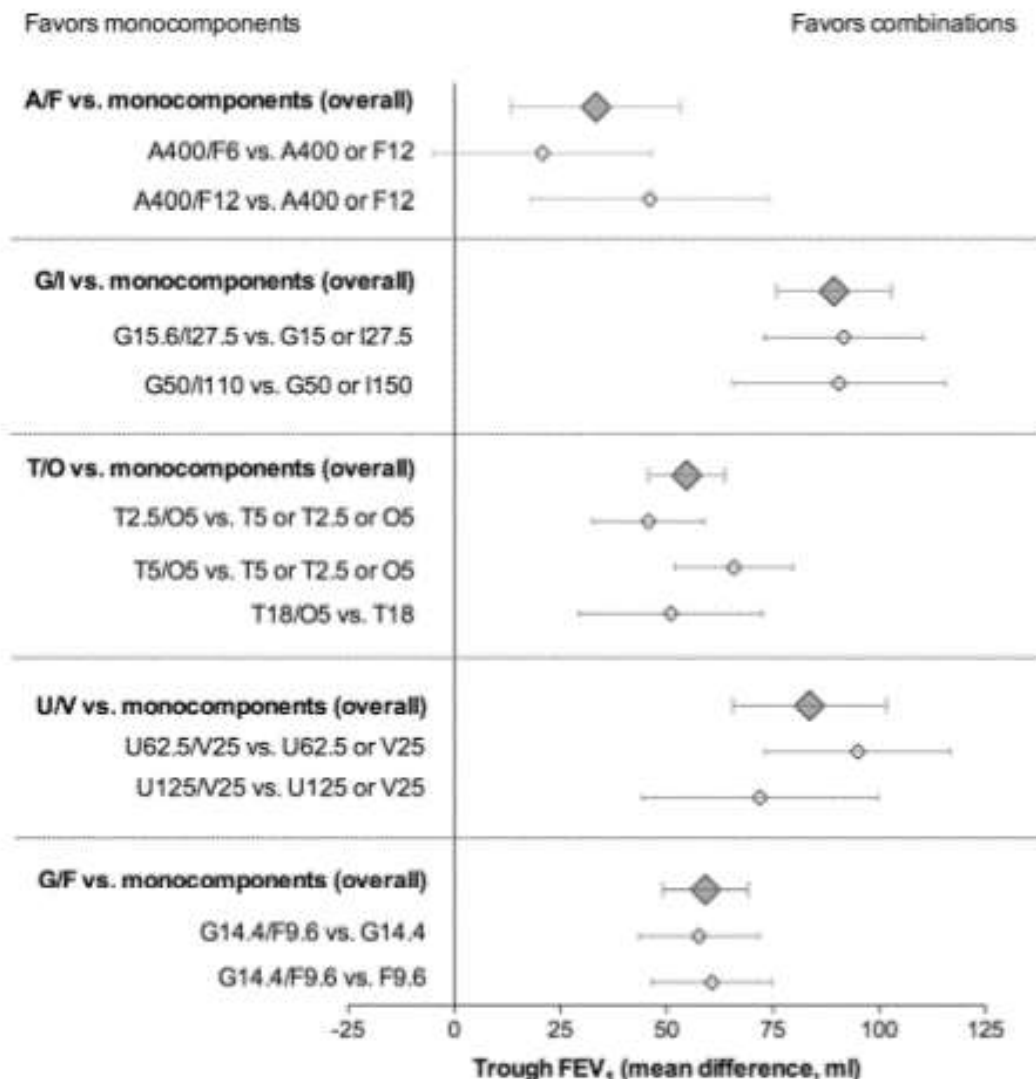 Favors monocomponents Favors combinations
A/F vs. monocomponents (overall)
A400/F6 vs. A400 or F12
A400/F12 vs. A400 or F12
G/I vs. monocomponents (overall)
G15.6/I27.5 vs. G15 or I27.5
G50/I110 vs. G50 or I150
T/O vs. monocomponents (overall)
T2.5/O5 vs. T5 or T2.5 or O5
T5/O5 vs. T5 or T2.5 or O5
T18/O5 vs. T18
U/V vs. monocomponents (overall)
U62.5/V25 vs. U62.5 or V25
U125/V25 vs. U125 or V25
G/F vs. monocomponents (overall)
G14.4/F9.6 vs. G14.4
G14.4/F9.6 vs. F9.6
-25 0 25 50 75 100 125
Trough FEV₁ (mean difference, ml)